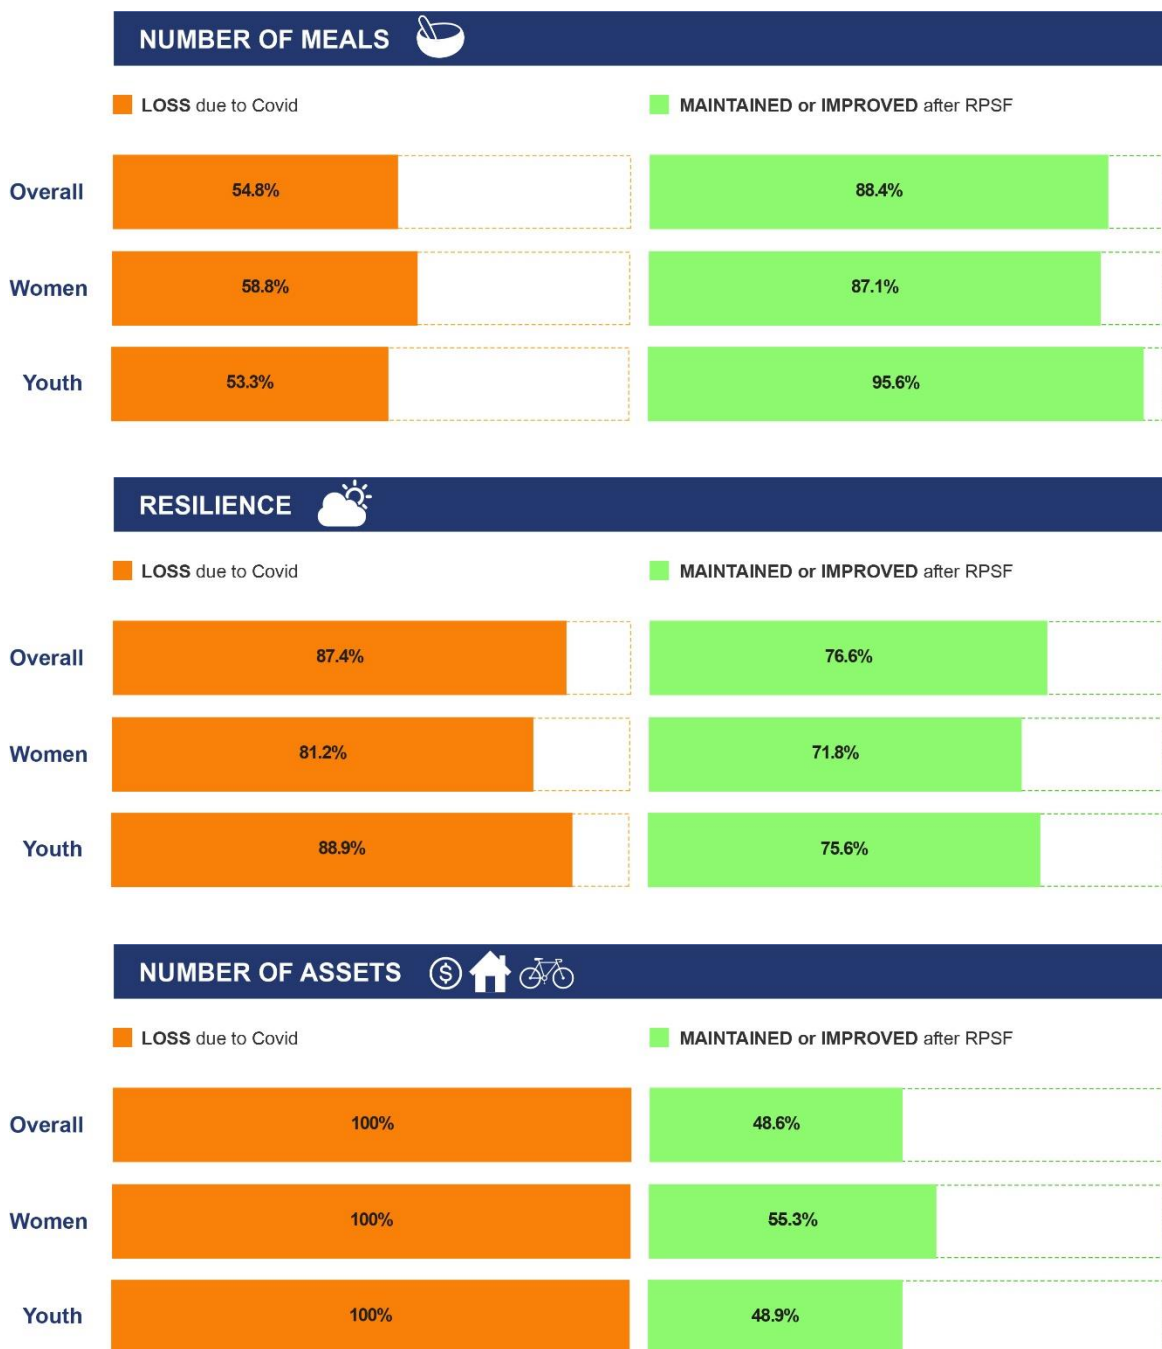 NUMBER OF MEALS
LOSS due to Covid
MAINTAINED or IMPROVED after RPSF
Overall 54.8% 88.4%
Women 58.8% 87.1%
Youth 53.3% 95.6%
RESILIENCE
LOSS due to Covid
MAINTAINED or IMPROVED after RPSF
Overall 87.4% 76.6%
Women 81.2% 71.8%
Youth 88.9% 75.6%
NUMBER OF ASSETS $
LOSS due to Covid
MAINTAINED or IMPROVED after RPSF
Overall 100% 48.6%
Women 100% 55.3%
Youth 100% 48.9%